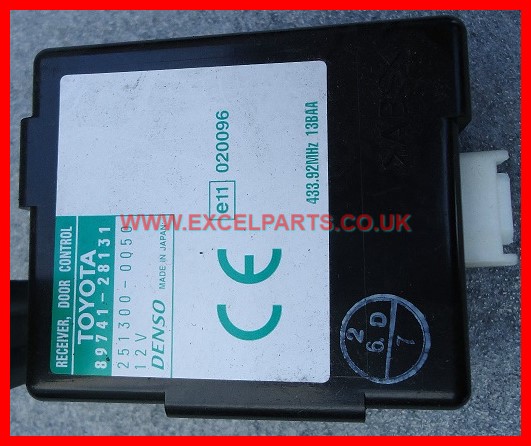 RECEIVER, DOOR CONTROL
TOYOTA
89741-28131
251300-0050
12V
DENSO MADE IN JAPAN
CE
e11 020096
433.92MHz 13BAA
WWW.EXCELPARTS.CO.UK
2
6 D
7